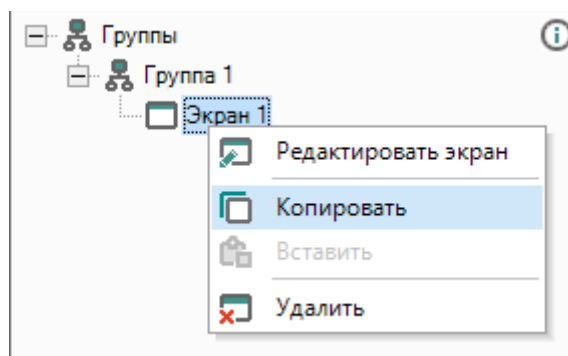 Группы
Группа 1
Экран 1
Редактировать экран
Копировать
Вставить
Удалить